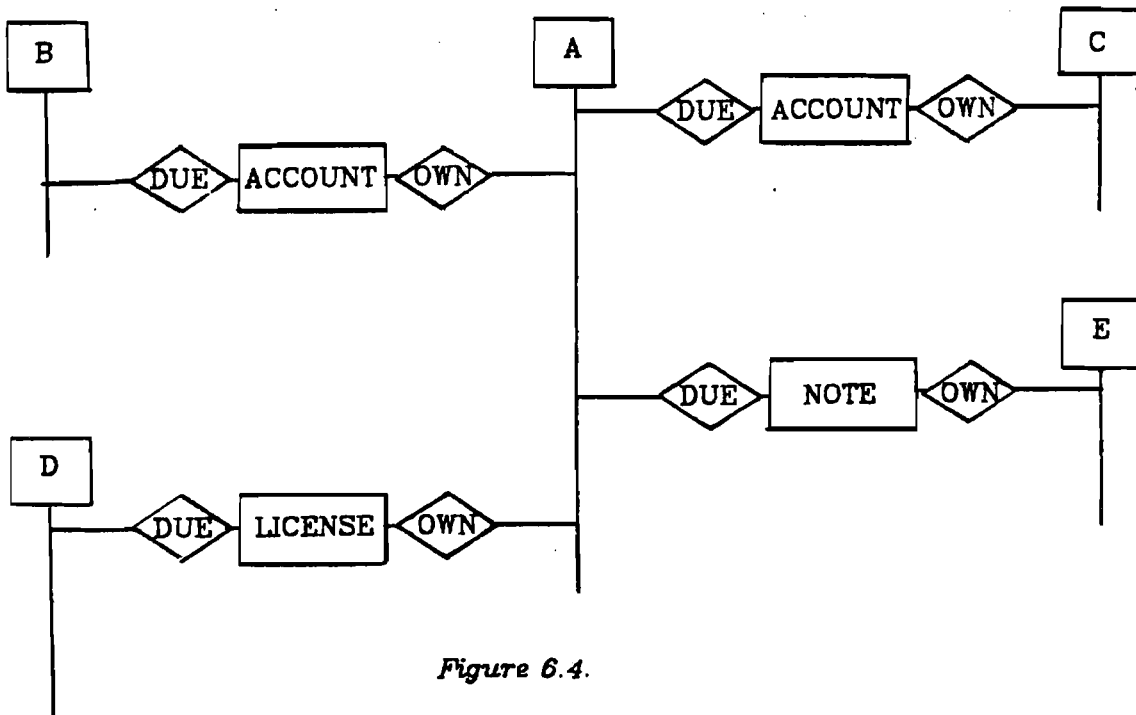 B
A
C
DUE ACCOUNT OWN
DUE ACCOUNT OWN
E
DUE NOTE OWN
D
DUE LICENSE OWN
Figure 6.4.